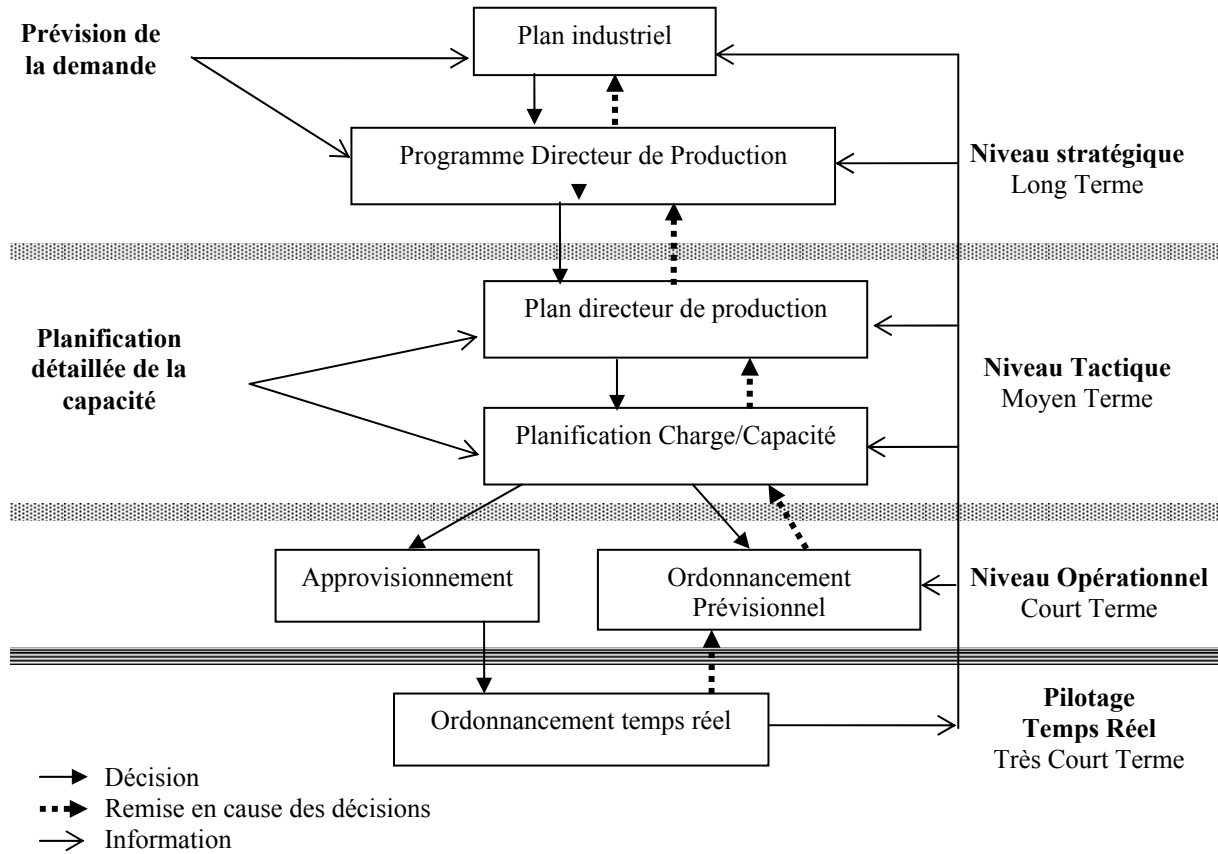 Prévision de
la demande
Plan industriel
Programme Directeur de Production
Niveau stratégique
Long Terme
Plan directeur de production
Planification
détaillée de la
capacité
Niveau Tactique
Moyen Terme
Planification Charge/Capacité
Approvisionnement
Ordonnancement
Prévisionnel
Niveau Opérationnel
Court Terme
Ordonnancement temps réel
Pilotage
Temps Réel
Très Court Terme
Décision
Remise en cause des décisions
Information